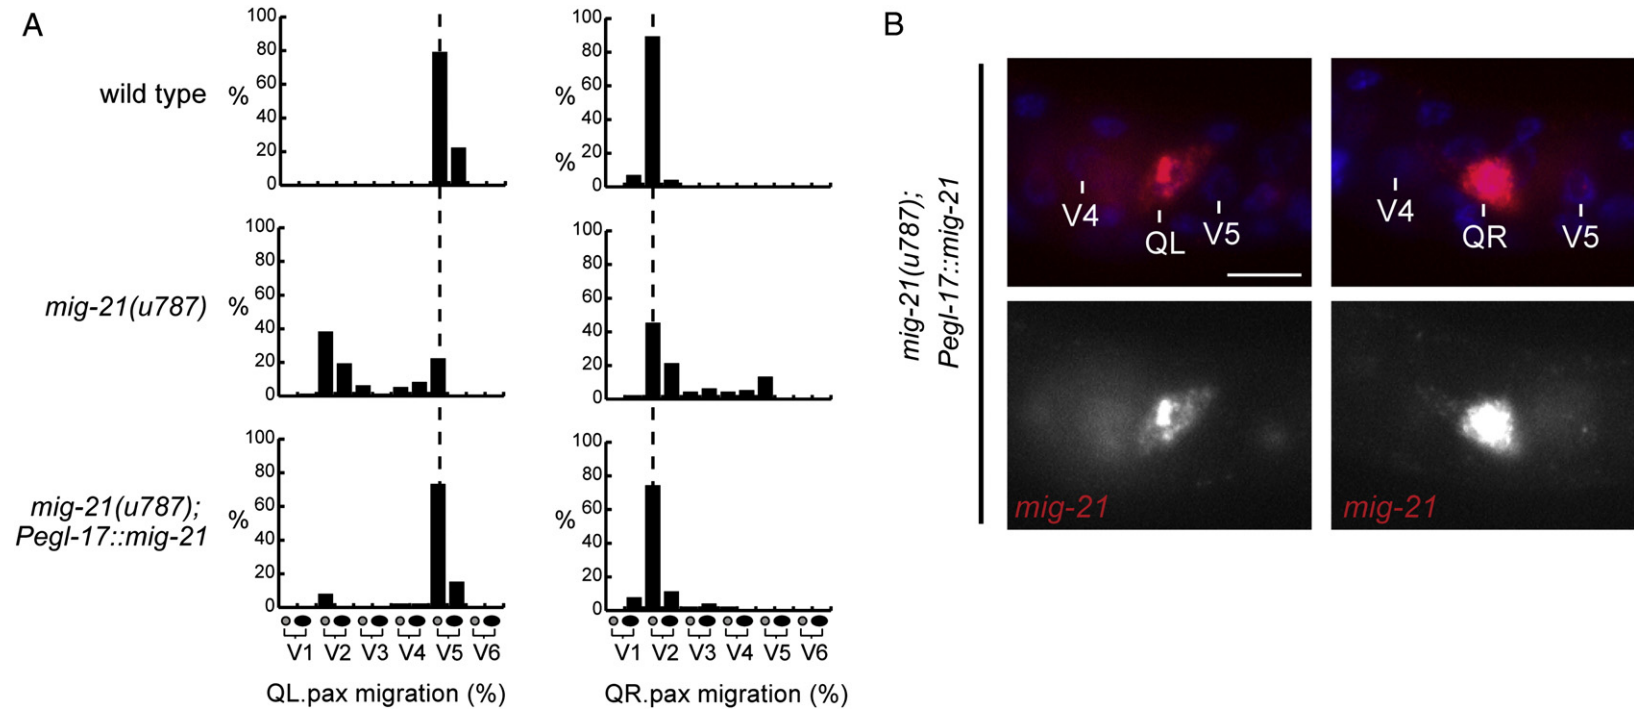 A
wild type
%
100
80
60
40
20
0
100
80
60
40
20
0
%
%
mig-21(u787)
%
100
80
60
40
20
0
100
80
60
40
20
0
mig-21(u787);
Pegl-17::mig-21
%
100
80
60
40
20
0
%
100
80
60
40
20
0
V1 V2 V3 V4 V5 V6
V1 V2 V3 V4 V5 V6
QL.pax migration (%)
QR.pax migration (%)
B
mig-21(u787);
Pegl-17::mig-21
V4
QL
V5
V4
QR
V5
mig-21
mig-21